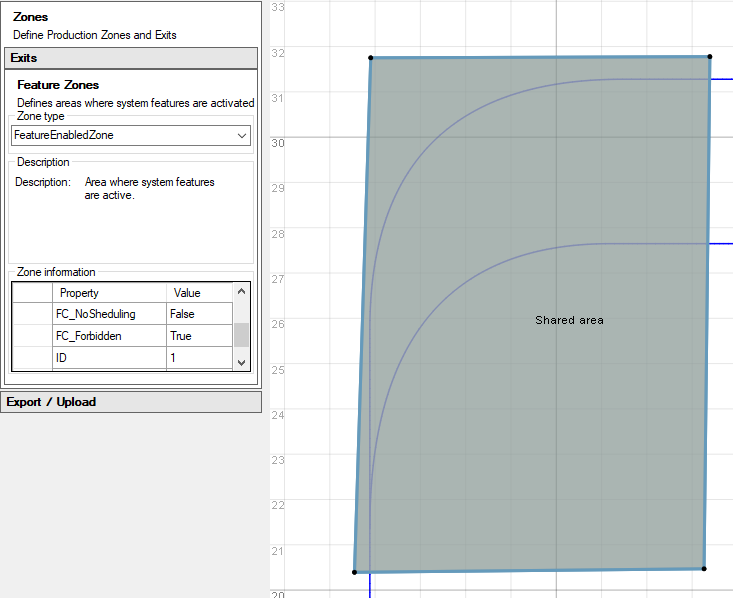 Zones
Define Production Zones and Exits
Exits
Feature Zones
Defines areas where system features are activated
Zone type
FeatureEnabledZone
Description
Description: Area where system features
are active.
Zone information
Property Value
FC_NoSheduling False
FC_Forbidden True
ID 1
Export / Upload
33
32
31
30
29
28
27
26
25
24
23
22
21
20
Shared area